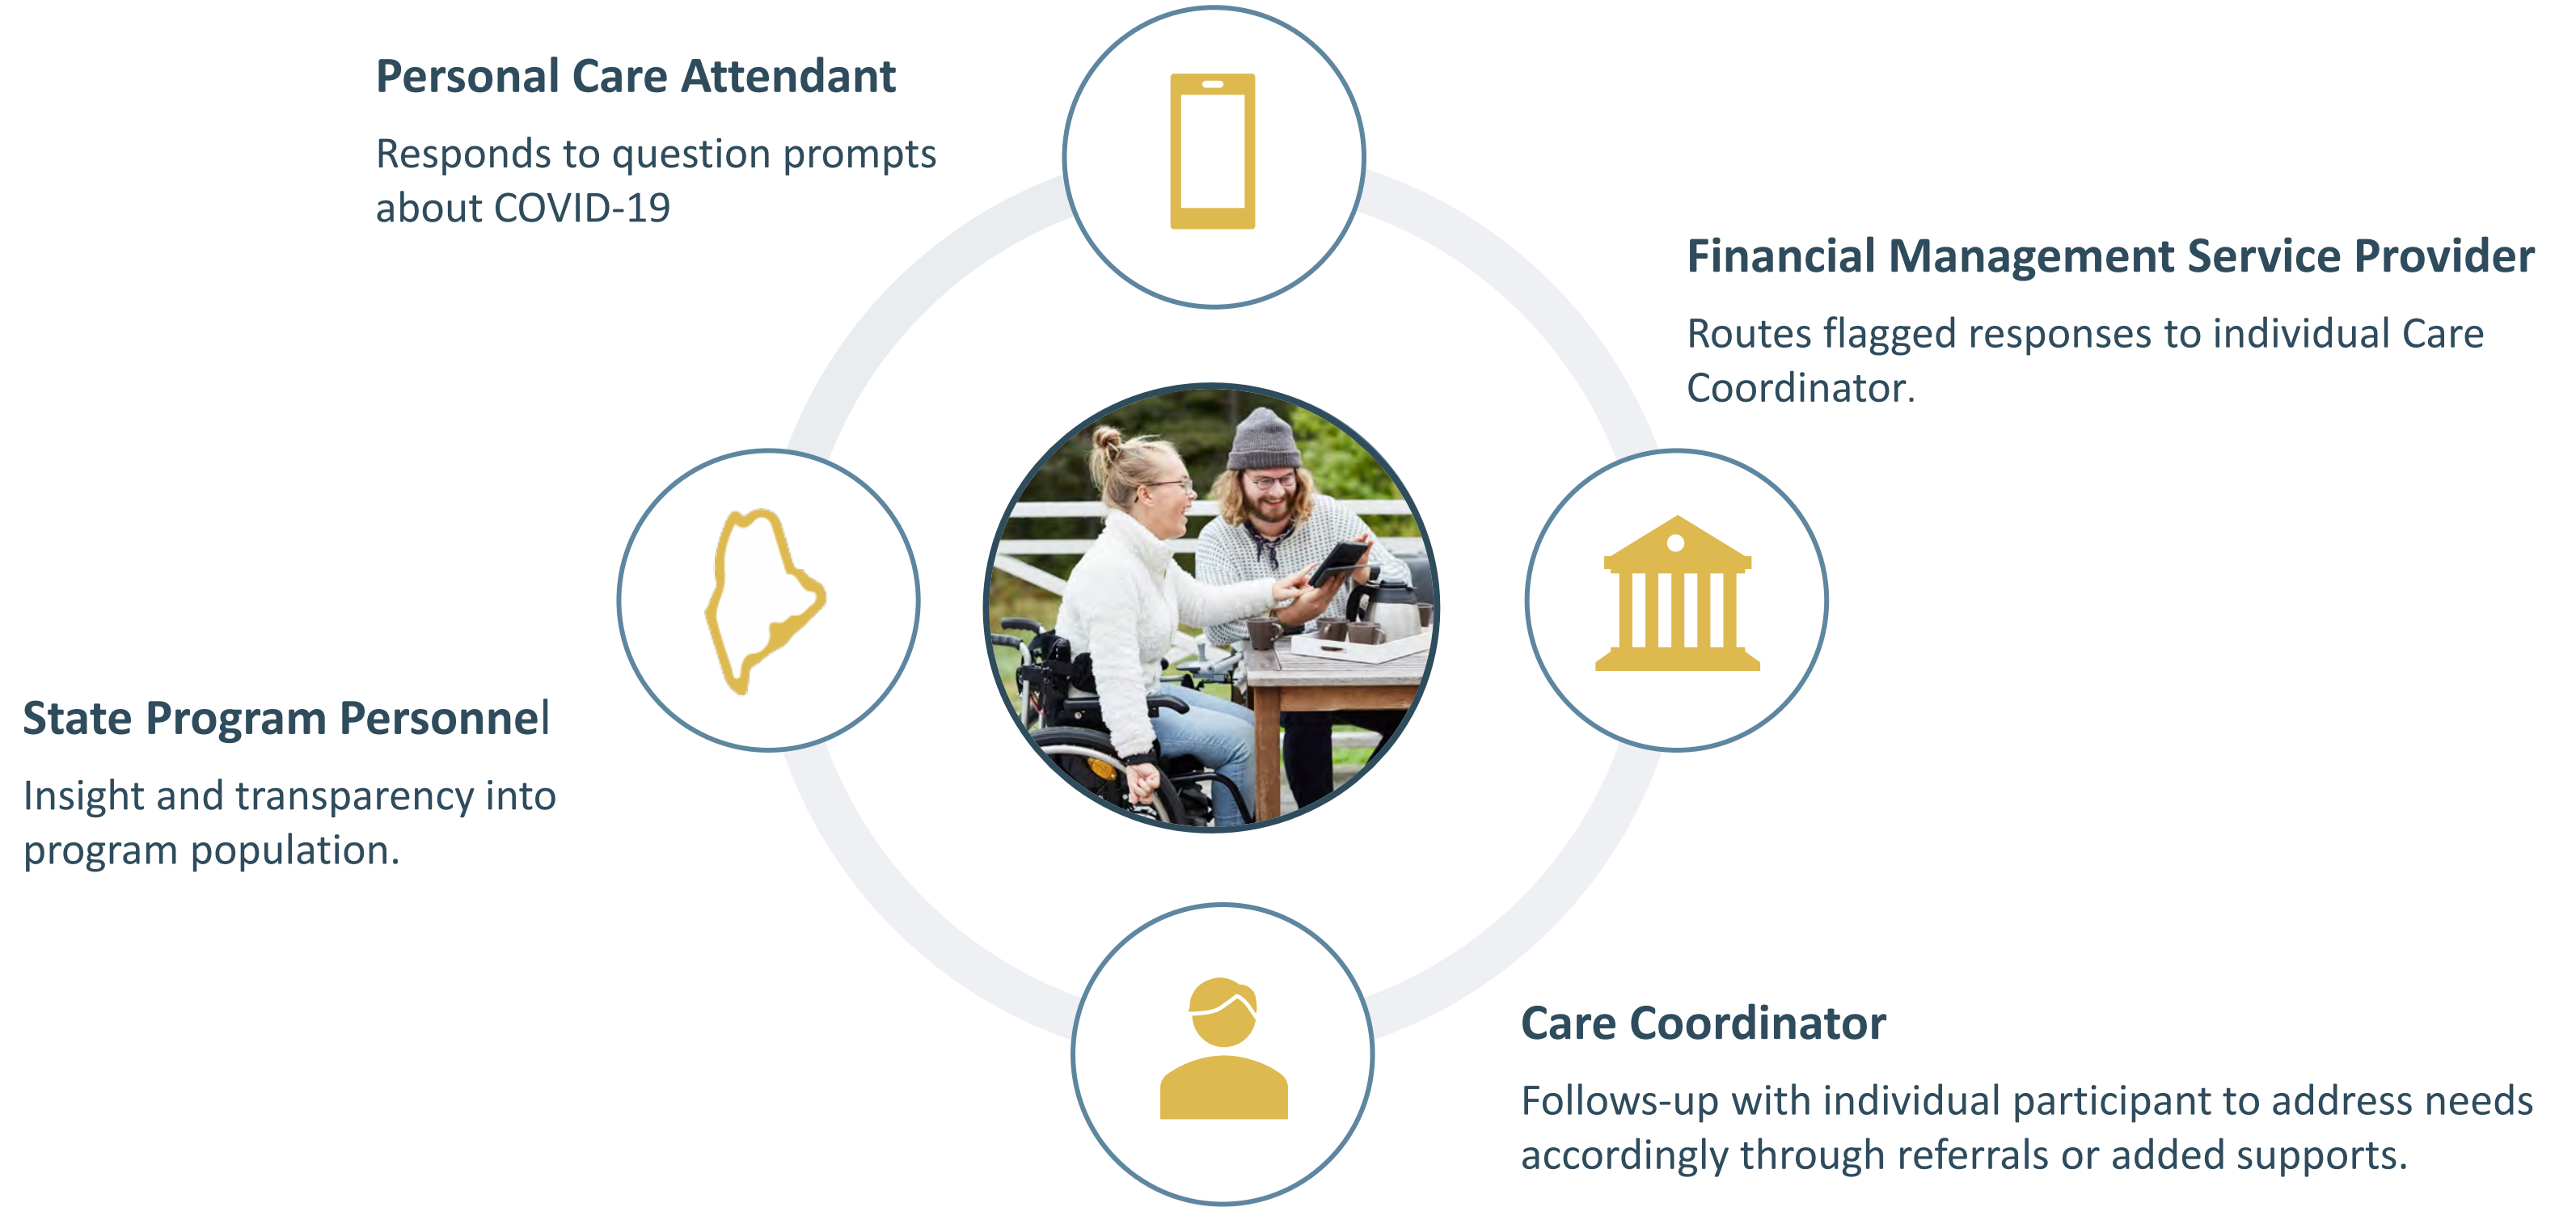 Personal Care Attendant
Responds to question prompts
about COVID-19
Financial Management Service Provider
Routes flagged responses to individual Care
Coordinator.
State Program Personnel
Insight and transparency into
program population.
Care Coordinator
Follows-up with individual participant to address needs
accordingly through referrals or added supports.